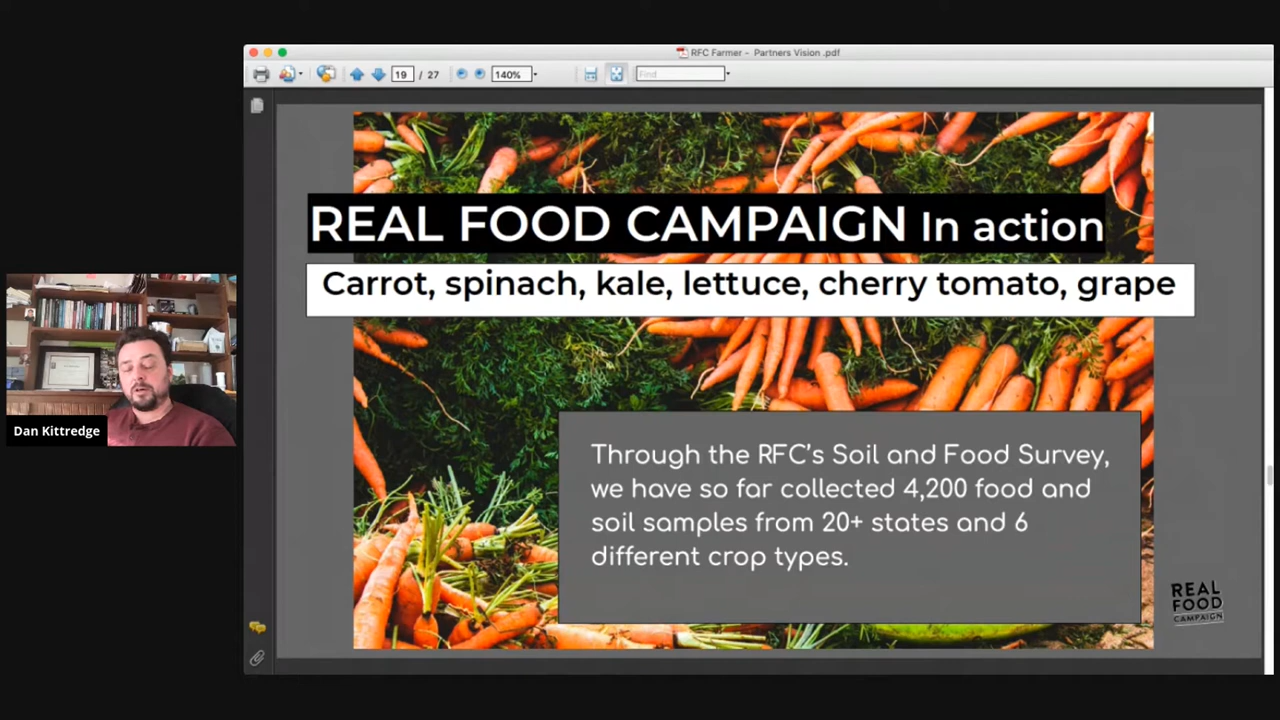 RFC Farmer - Partners Vision .pdf
19 / 27
140%
Find
REAL FOOD CAMPAIGN In action
Carrot, spinach, kale, lettuce, cherry tomato, grape
Dan Kittredge
Through the RFC's Soil and Food Survey,
we have so far collected 4,200 food and
soil samples from 20+ states and 6
different crop types.
REAL
FOOD
CAMPAIGN